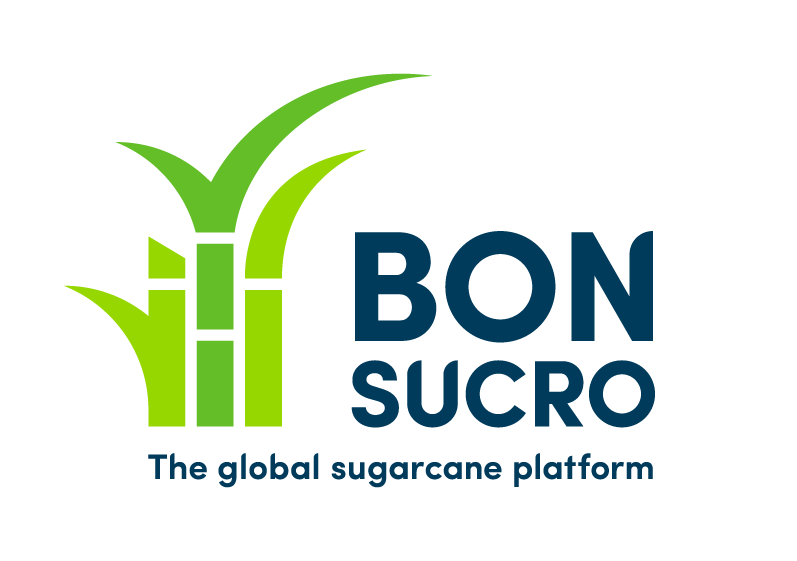 BON
SUCRO
The global sugarcane platform